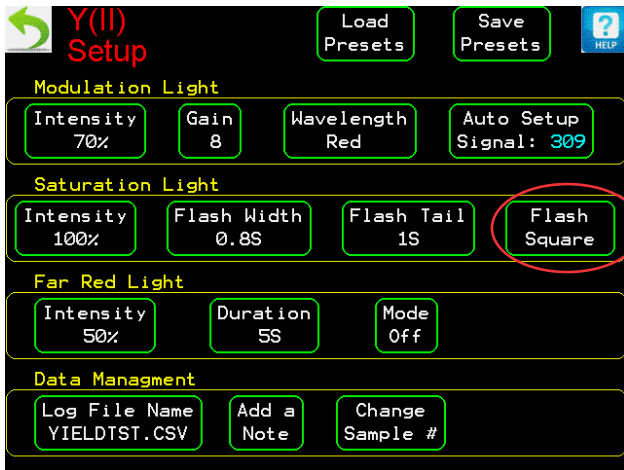 Y(II)
Setup
Load
Presets
Save
Presets
?
HELP
Modulation Light
Intensity
70%
Gain
8
Wavelength
Red
Auto Setup
Signal: 309
Saturation Light
Intensity
100%
Flash Width
0.8S
Flash Tail
1S
Flash
Square
Far Red Light
Intensity
50%
Duration
5S
Mode
Off
Data Managment
Log File Name
YIELDTST.CSV
Add a
Note
Change
Sample #